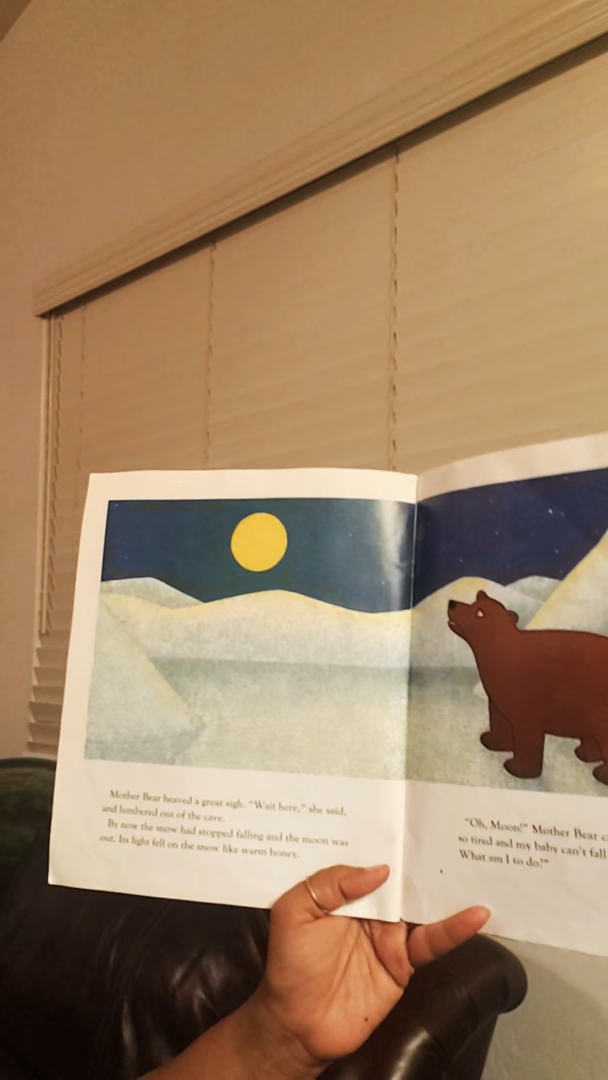 Mother Bear heaved a great sigh. "Wait here," she said,
and lumbered out of the cave.
By now the snow had stopped falling and the moon was
out. Its light fell on the snow like warm honey.
"Oh, Moon!" Mother Bear
so tired and my baby can't fall
What am I to do?"